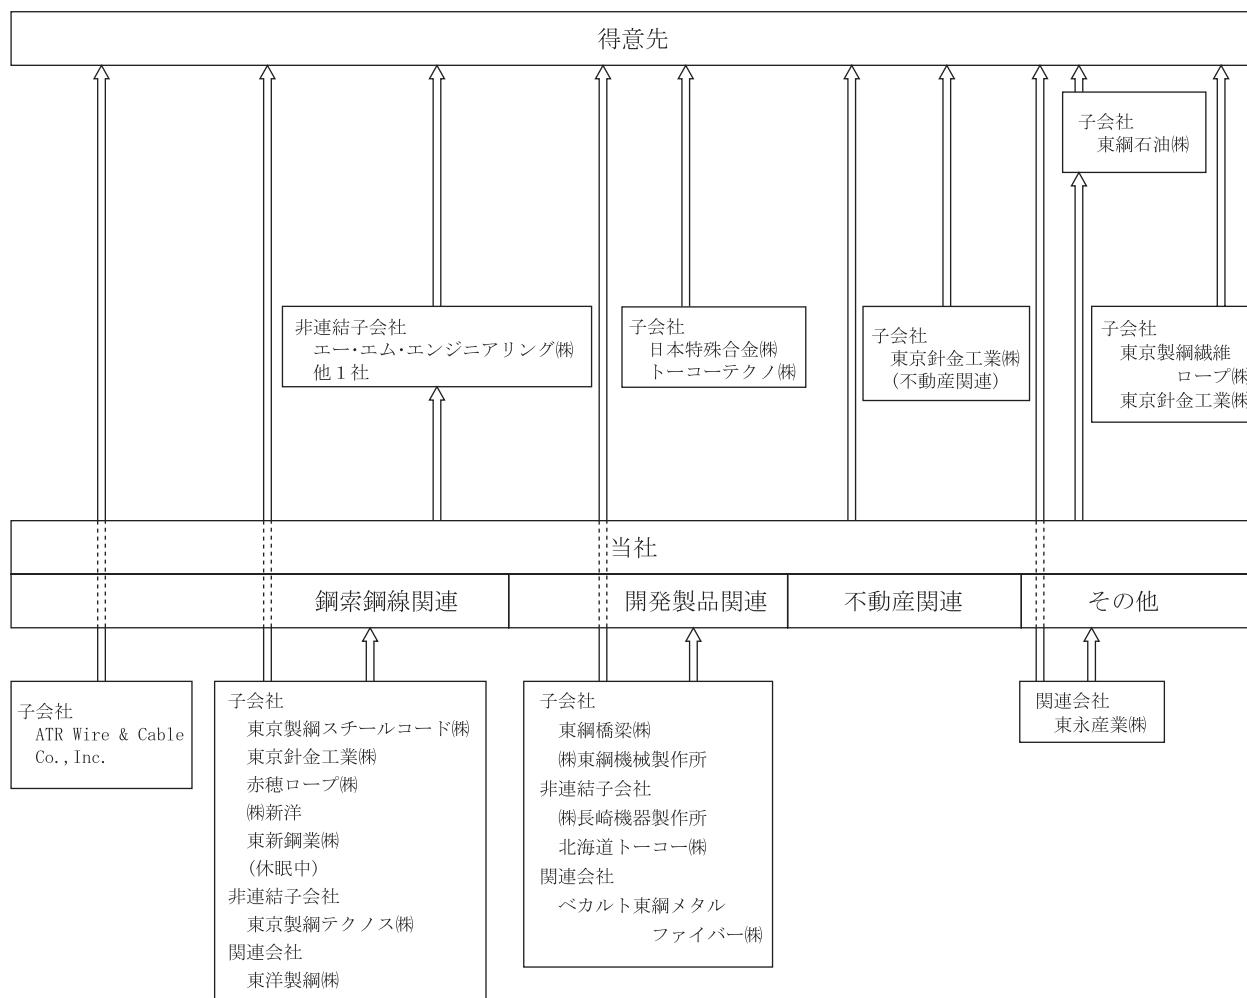 得意先
子会社
東綱石油㈱
非連結子会社
エー・エム・エンジニアリング㈱
他１社
子会社
日本特殊合金㈱
トーコーテクノ㈱
子会社
東京針金工業㈱
(不動産関連)
子会社
東京製綱繊維
ロープ㈱
東京針金工業㈱
当社
鋼索鋼線関連
開発製品関連
不動産関連
その他
子会社
ATR Wire & Cable
Co.,Inc.
子会社
東京製綱スチールコード㈱
東京針金工業㈱
赤穂ロープ㈱
㈱新洋
東新鋼業㈱
(休眠中)
非連結子会社
東京製綱テクノス㈱
関連会社
東洋製綱㈱
子会社
東綱橋梁㈱
㈱東綱機械製作所
非連結子会社
㈱長崎機器製作所
北海道トーコー㈱
関連会社
ベカルト東綱メタル
ファイバー㈱
関連会社
東永産業㈱